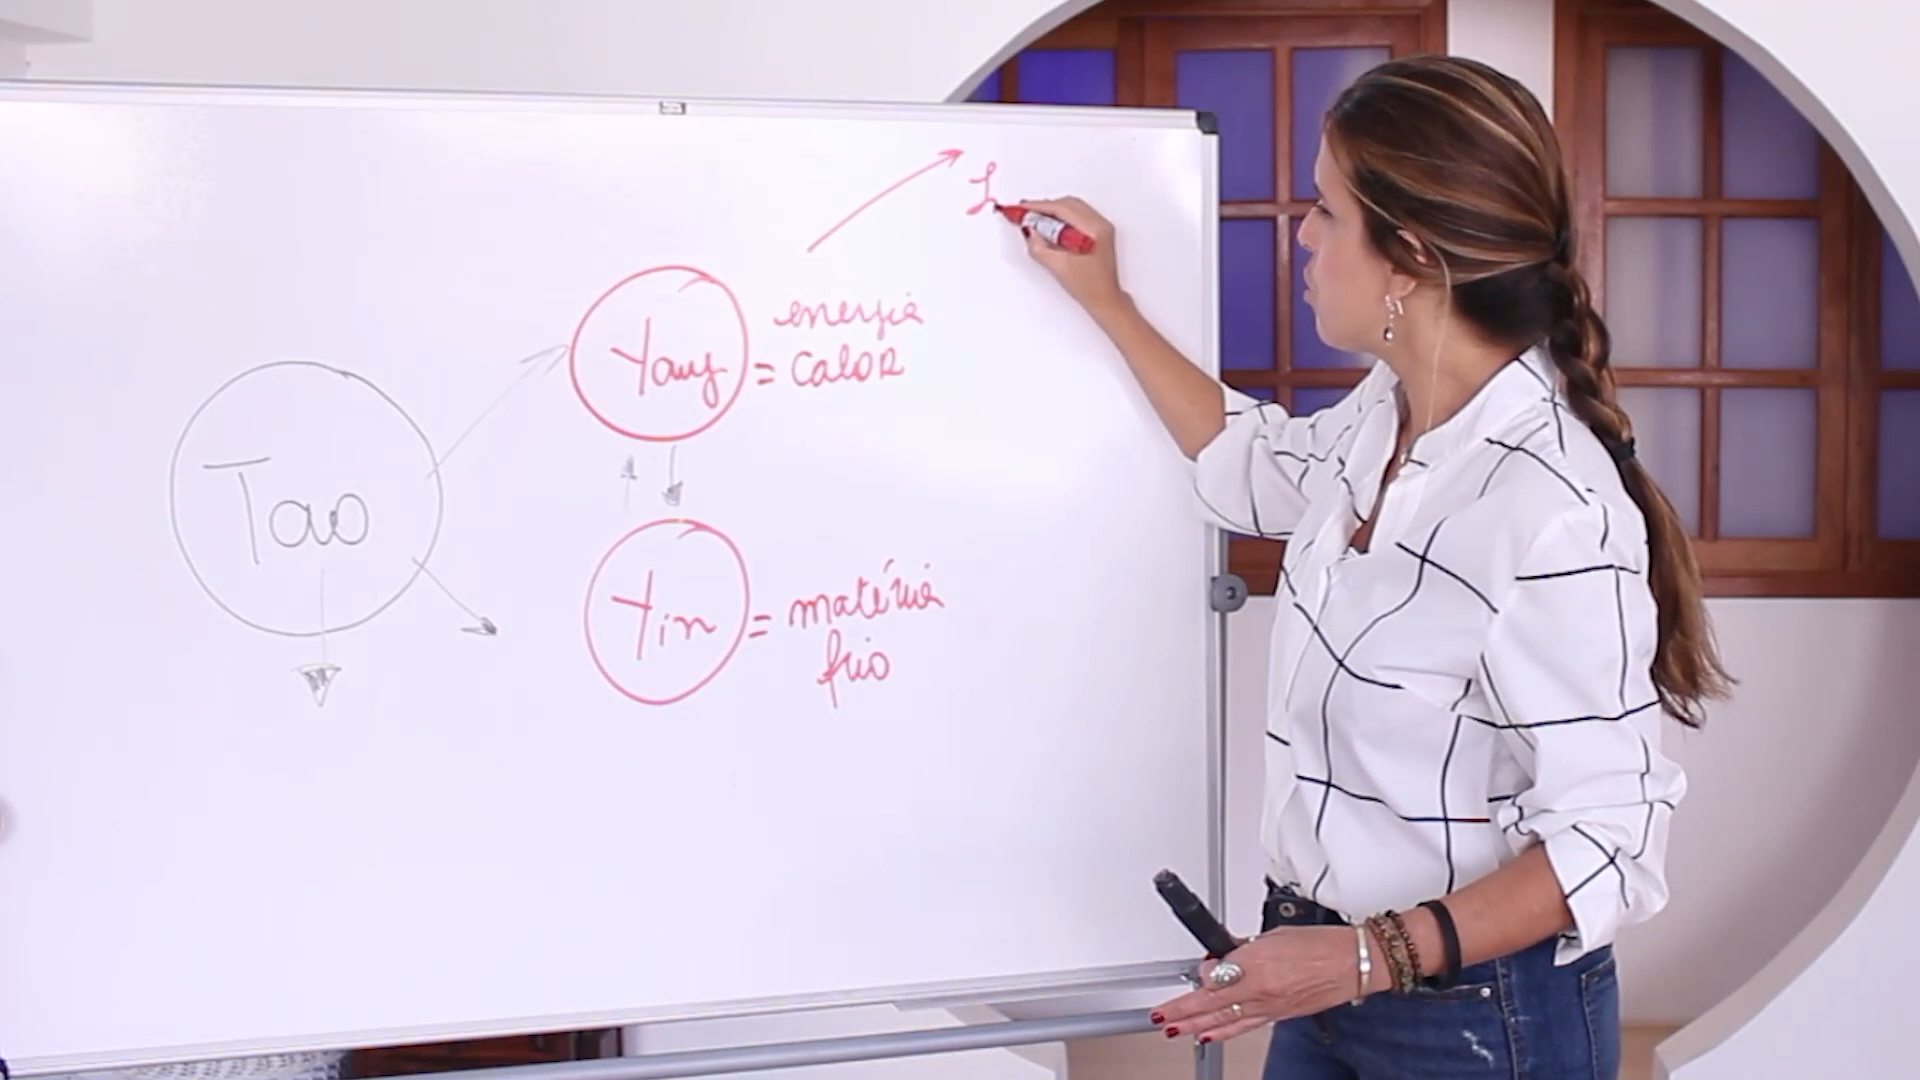 Tao
Yang
= energia
calor
Yin
= matéria
frio